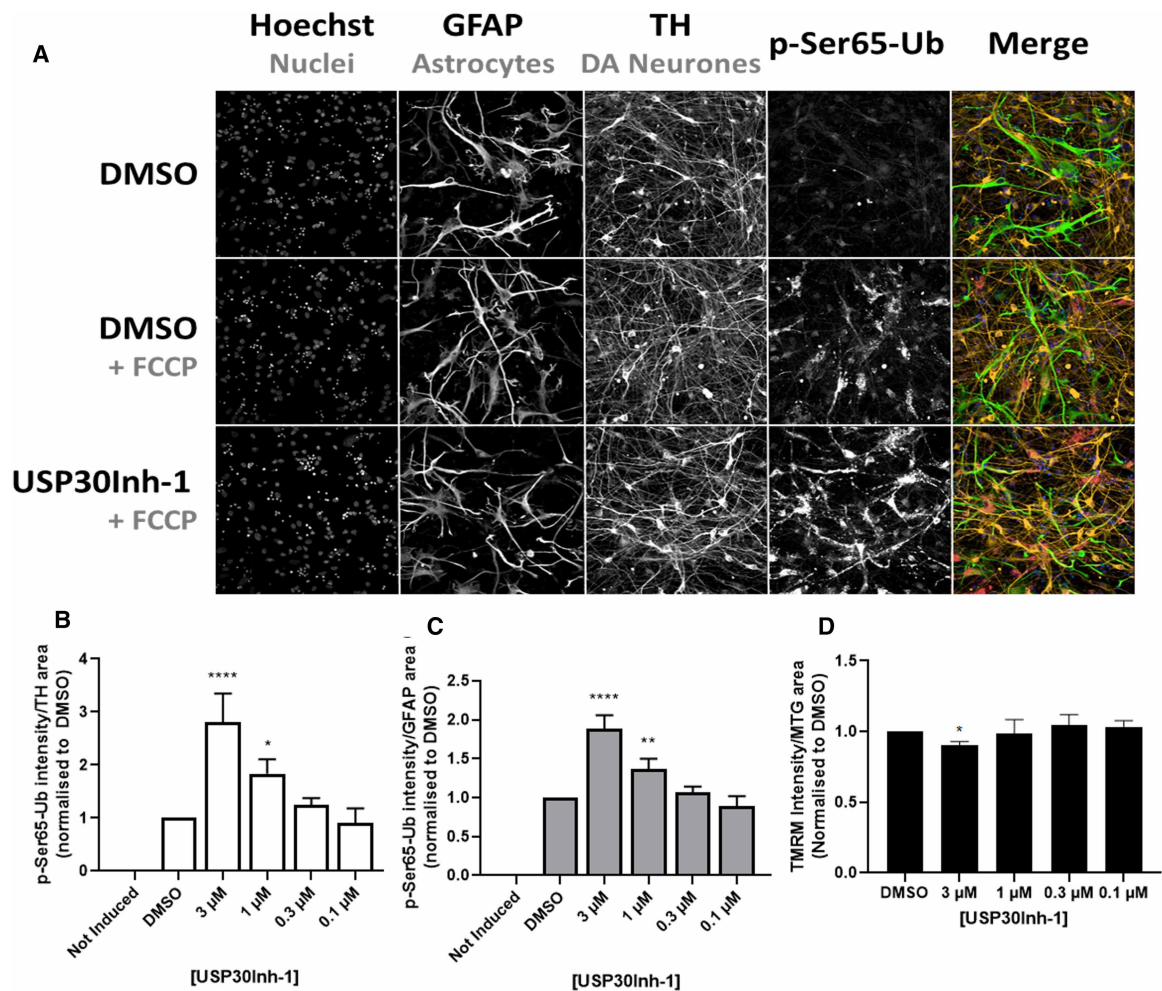 A
Hoechst
Nuclei
GFAP
Astrocytes
TH
DA Neurones
p-Ser65-Ub
Merge
DMSO
DMSO
+ FCCP
USP30Inh-1
+ FCCP
B
p-Ser65-Ub intensity/TH area
(normalised to DMSO)
4
3
2
1
0
****
*
Not Induced
DMSO
3 µM
1 µM
0.3 µM
0.1 µM
[USP30Inh-1]
C
p-Ser65-Ub intensity/GFAP area
(normalised to DMSO)
2.5
2.0
1.5
1.0
0.5
0.0
****
**
Not Induced
DMSO
3 µM
1 µM
0.3 µM
0.1 µM
[USP30Inh-1]
D
TMRM Intensity/MTG area
(Normalised to DMSO)
1.5
1.0
0.5
0.0
*
DMSO
3 µM
1 µM
0.3 µM
0.1 µM
[USP30Inh-1]